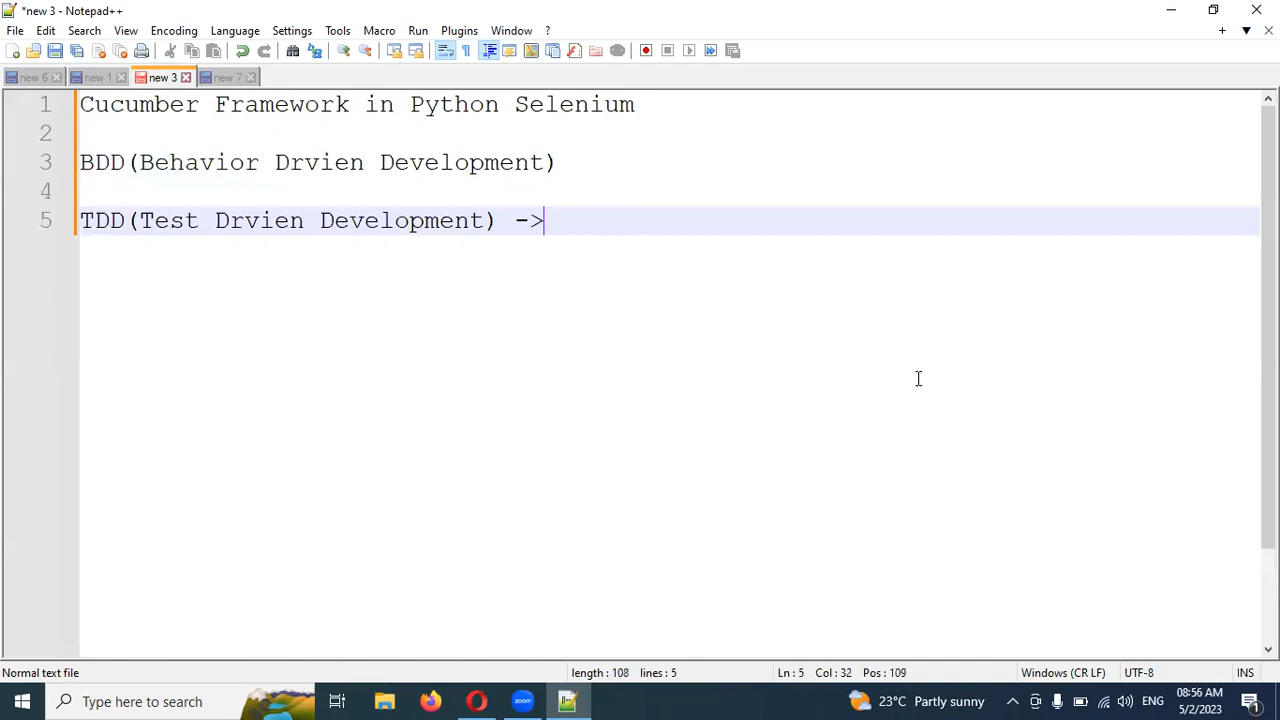 *new 3 - Notepad++
File Edit Search View Encoding Language Settings Tools Macro Run Plugins Window ?
new 6 new 1 new 3 new 7
1 Cucumber Framework in Python Selenium
2
3 BDD(Behavior Drvien Development)
4
5 TDD(Test Drvien Development) ->
Normal text file length : 108 lines : 5 Ln : 5 Col : 32 Pos : 109 Windows (CR LF) UTF-8 INS
Type here to search 23°C Partly sunny ENG 08:56 AM
5/2/2023 1